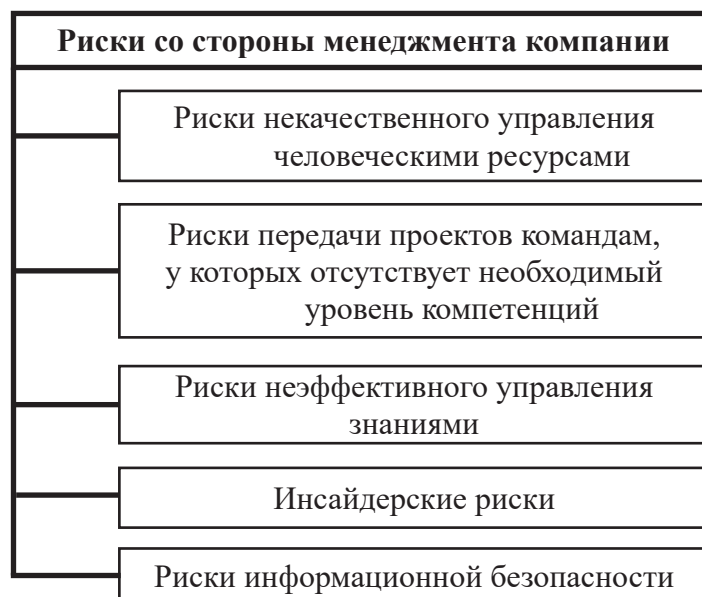 Риски со стороны менеджмента компании
Риски некачественного управления
человеческими ресурсами
Риски передачи проектов командам,
у которых отсутствует необходимый
уровень компетенций
Риски неэффективного управления
знаниями
Инсайдерские риски
Риски информационной безопасности